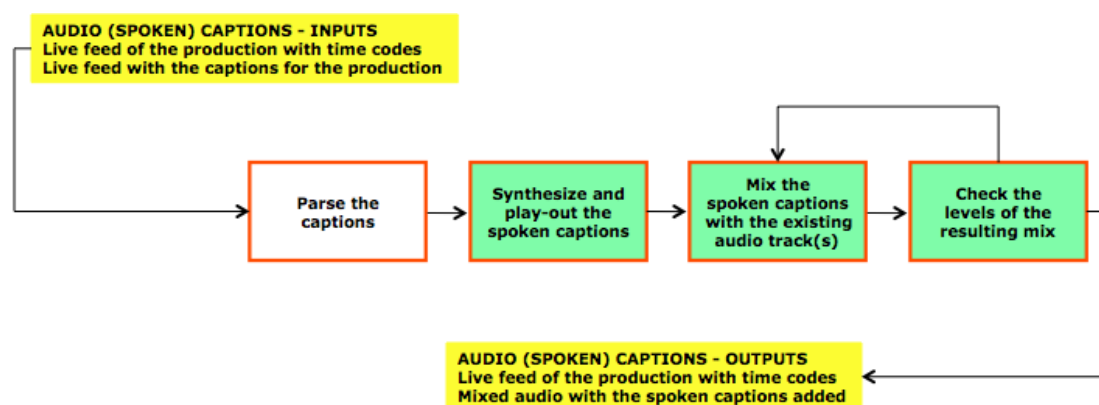 AUDIO (SPOKEN) CAPTIONS - INPUTS
Live feed of the production with time codes
Live feed with the captions for the production
Parse the
captions
Synthesize and
play-out the
spoken captions
Mix the
spoken captions
with the existing
audio track(s)
Check the
levels of the
resulting mix
AUDIO (SPOKEN) CAPTIONS - OUTPUTS
Live feed of the production with time codes
Mixed audio with the spoken captions added